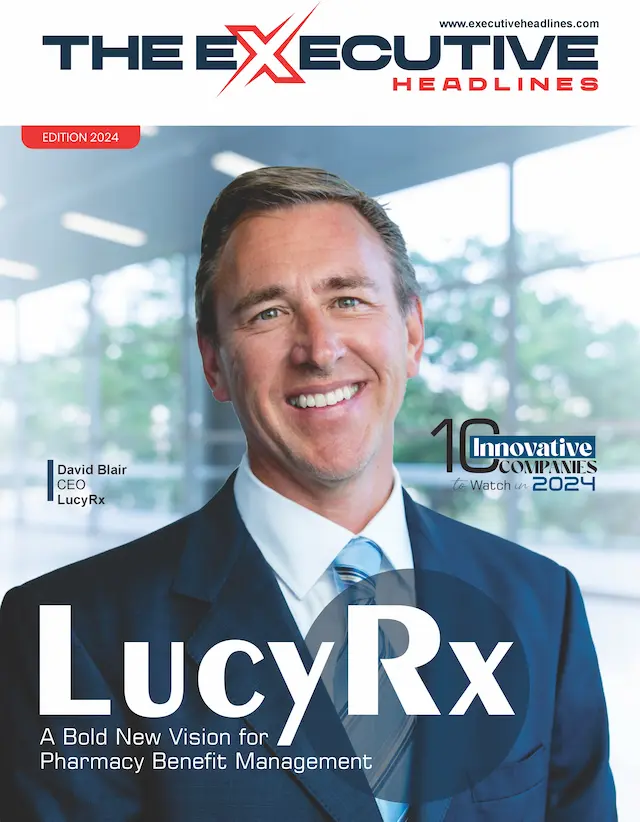 www.executiveheadlines.com
THE EXECUTIVE
HEADLINES
EDITION 2024
10 Innovative
COMPANIES
to Watch in 2024
David Blair
CEO
LucyRx
LucyRx
A Bold New Vision for
Pharmacy Benefit Management